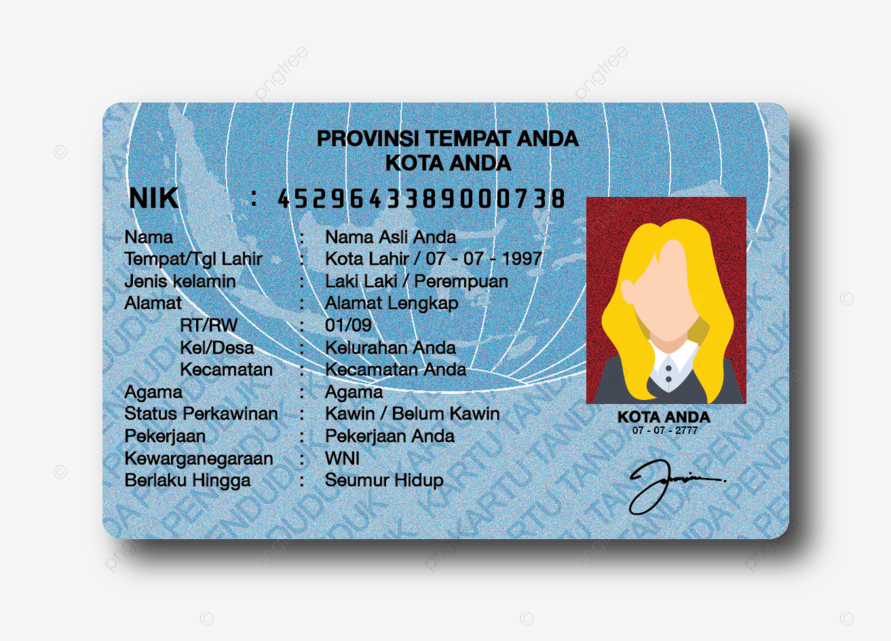 PROVINSI TEMPAT ANDA
KOTA ANDA
NIK : 4529643389000738
Nama : Nama Asli Anda
Tempat/Tgl Lahir : Kota Lahir / 07 - 07 - 1997
Jenis kelamin : Laki Laki / Perempuan
Alamat : Alamat Lengkap
RT/RW : 01/09
Kel/Desa : Kelurahan Anda
Kecamatan : Kecamatan Anda
Agama : Agama
Status Perkawinan : Kawin / Belum Kawin
Pekerjaan : Pekerjaan Anda
Kewarganegaraan : WNI
Berlaku Hingga : Seumur Hidup
KOTA ANDA
07 - 07 - 2777
KARTU TANDA PENDUDUK
pngtree